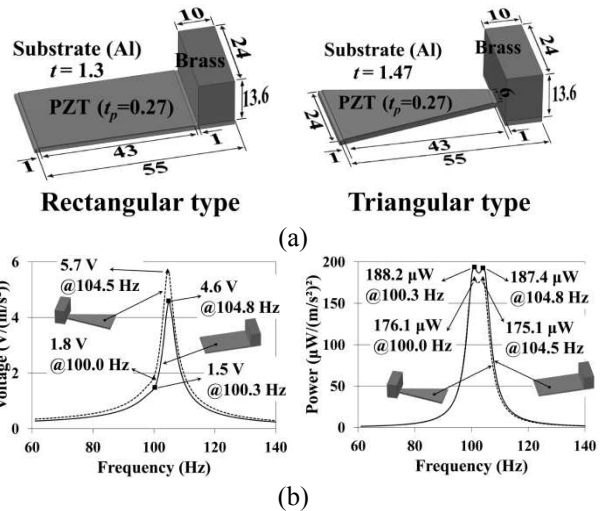 10
Substrate (Al)
t = 1.3
Brass
24
13.6
PZT (tp=0.27)
1
43
1
55
Rectangular type
10
Substrate (Al)
t = 1.47
Brass
24
13.6
PZT (tp=0.27)
6
24
1
43
1
55
Triangular type
(a)
Voltage (V/(m/s²))
6
4
2
0
5.7 V
@104.5 Hz
4.6 V
@104.8 Hz
1.8 V
@100.0 Hz
1.5 V
@100.3 Hz
60 80 100 120 140
Frequency (Hz)
Power (µW/(m/s²)²)
200
150
100
50
0
188.2 µW
@100.3 Hz
187.4 µW
@104.8 Hz
176.1 µW
@100.0 Hz
175.1 µW
@104.5 Hz
60 80 100 120 140
Frequency (Hz)
(b)